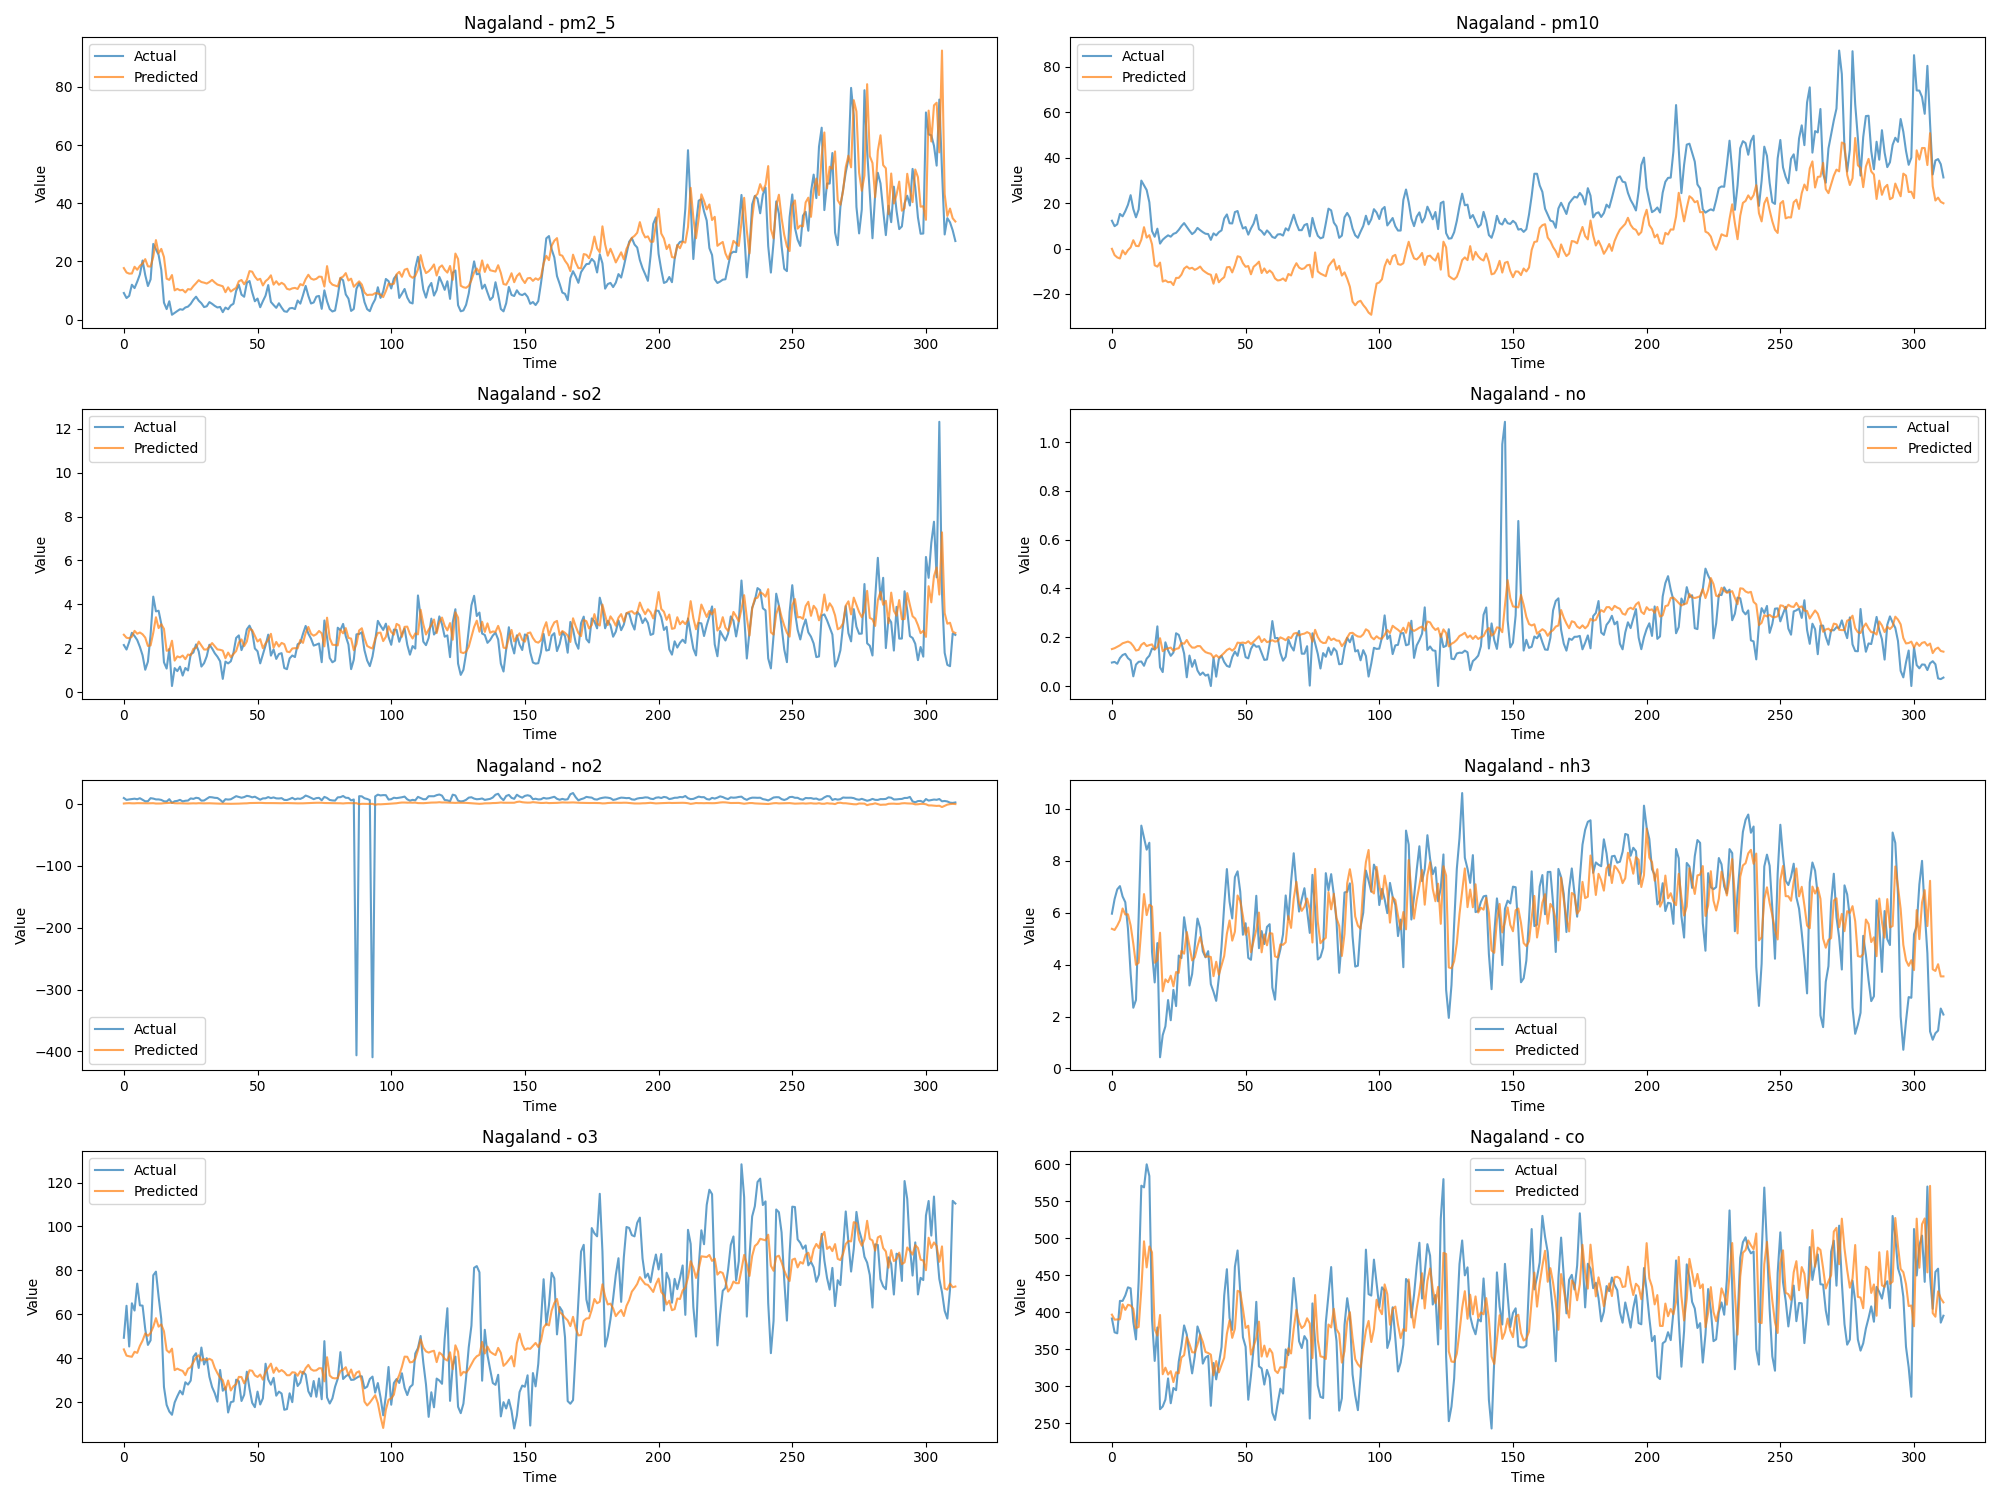 Nagaland - pm2_5
Actual
Predicted
Value
80
60
40
20
0
0 50 100 150 200 250 300
Time
Nagaland - pm10
Actual
Predicted
Value
80
60
40
20
0
−20
0 50 100 150 200 250 300
Time
Nagaland - so2
Actual
Predicted
Value
12
10
8
6
4
2
0
0 50 100 150 200 250 300
Time
Nagaland - no
Actual
Predicted
Value
1.0
0.8
0.6
0.4
0.2
0.0
0 50 100 150 200 250 300
Time
Nagaland - no2
Actual
Predicted
Value
0
−100
−200
−300
−400
0 50 100 150 200 250 300
Time
Nagaland - nh3
Actual
Predicted
Value
10
8
6
4
2
0
0 50 100 150 200 250 300
Time
Nagaland - o3
Actual
Predicted
Value
120
100
80
60
40
20
0 50 100 150 200 250 300
Time
Nagaland - co
Actual
Predicted
Value
600
550
500
450
400
350
300
250
0 50 100 150 200 250 300
Time